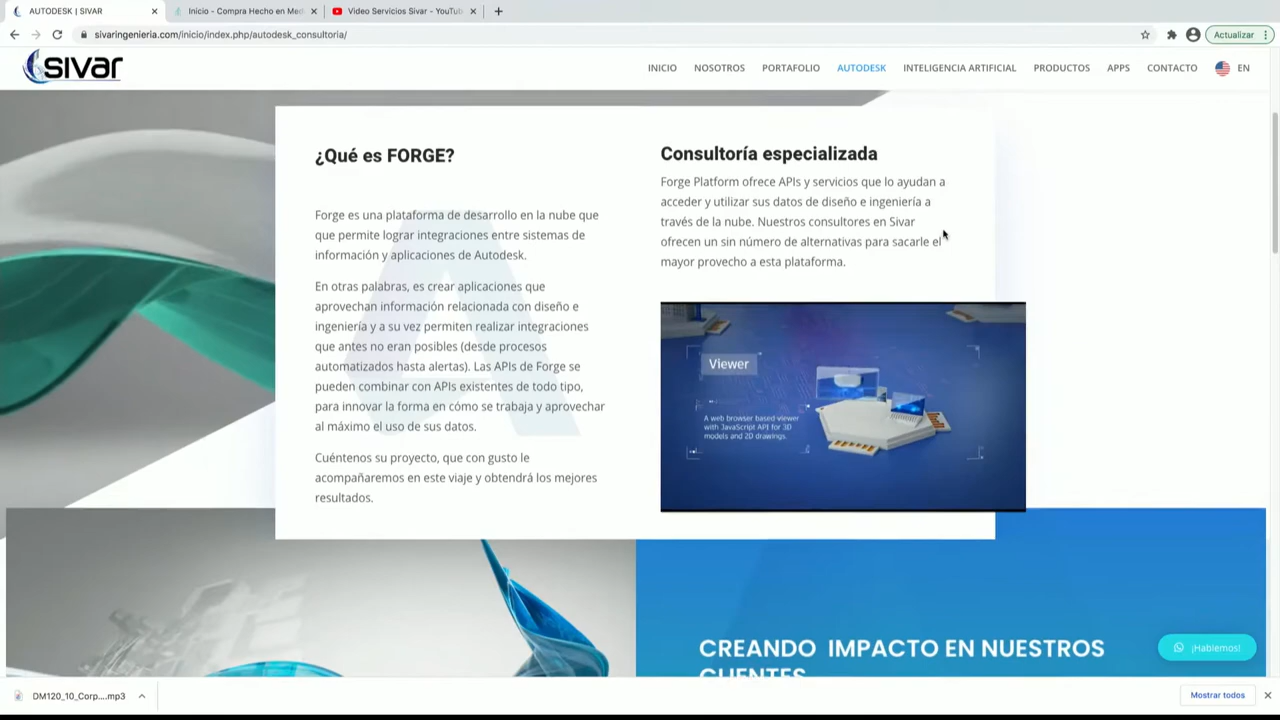 AUTODESK | SIVAR
Inicio - Compra Hecho en Med
Video Servicios Sivar - YouTub
sivaringenieria.com/inicio/index.php/autodesk_consultoria/
Actualizar
sivar
INICIO
NOSOTROS
PORTAFOLIO
AUTODESK
INTELIGENCIA ARTIFICIAL
PRODUCTOS
APPS
CONTACTO
EN
¿Qué es FORGE?
Forge es una plataforma de desarrollo en la nube que
que permite lograr integraciones entre sistemas de
información y aplicaciones de Autodesk.
En otras palabras, es crear aplicaciones que
aprovechan información relacionada con diseño e
ingeniería y a su vez permiten realizar integraciones
que antes no eran posibles (desde procesos
automatizados hasta alertas). Las APIs de Forge se
pueden combinar con APIs existentes de todo tipo,
para innovar la forma en cómo se trabaja y aprovechar
al máximo el uso de sus datos.
Cuéntenos su proyecto, que con gusto le
acompañaremos en este viaje y obtendrá los mejores
resultados.
Consultoría especializada
Forge Platform ofrece APIs y servicios que lo ayudan a
acceder y utilizar sus datos de diseño e ingeniería a
través de la nube. Nuestros consultores en Sivar
ofrecen un sin número de alternativas para sacarle el
mayor provecho a esta plataforma.
Viewer
A web browser based viewer
with JavaScript API for 3D
models and 2D drawings.
CREANDO IMPACTO EN NUESTROS
CLIENTES
¡Hablemos!
DM120_10_Corp....mp3
Mostrar todos